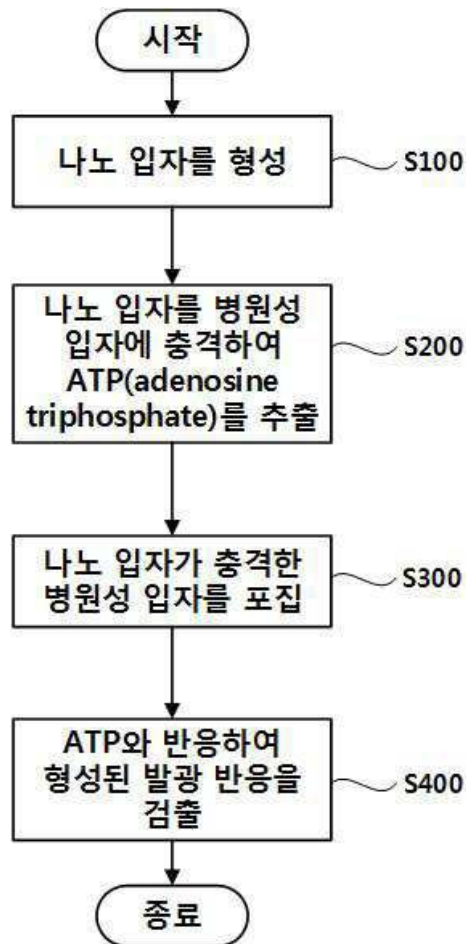 시작
나노 입자를 형성
S100
나노 입자를 병원성
입자에 충격하여
ATP(adenosine
triphosphate)를 추출
S200
나노 입자가 충격한
병원성 입자를 포집
S300
ATP와 반응하여
형성된 발광 반응을
검출
S400
종료